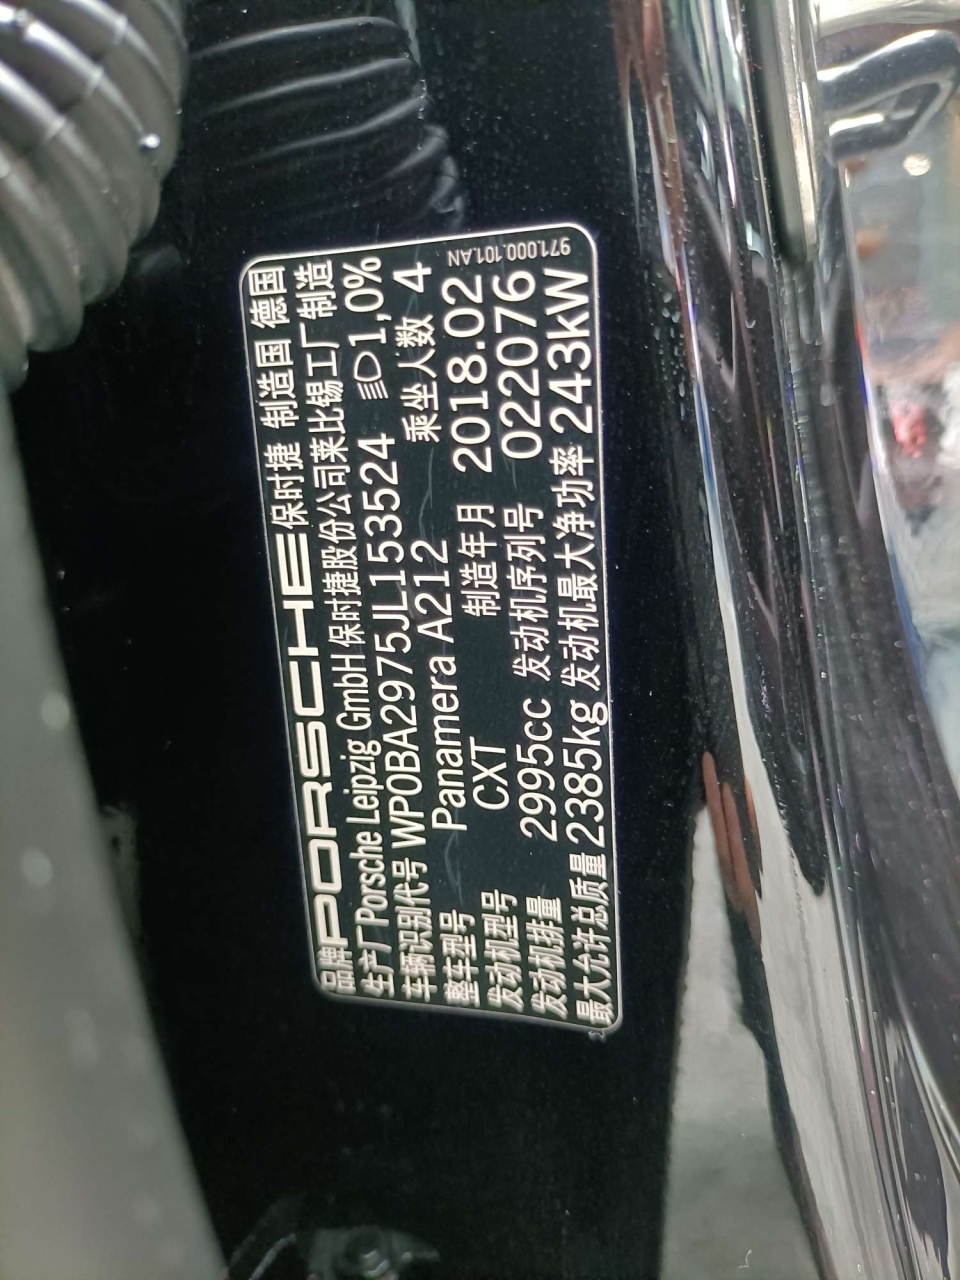 品牌 PORSCHE 保时捷 制造国 德国
生产厂 Porsche Leipzig GmbH 保时捷股份公司莱比锡工厂制造
车辆识别代号 WP0BA2975JL153524 1,0%
整车型号 Panamera A212 乘坐人数 4
发动机型号 CXT 制造年月 2018.02
发动机排量 2995cc 发动机序列号 022076
最大允许总质量 2385kg 发动机最大净功率 243kW
971.000.101.AN